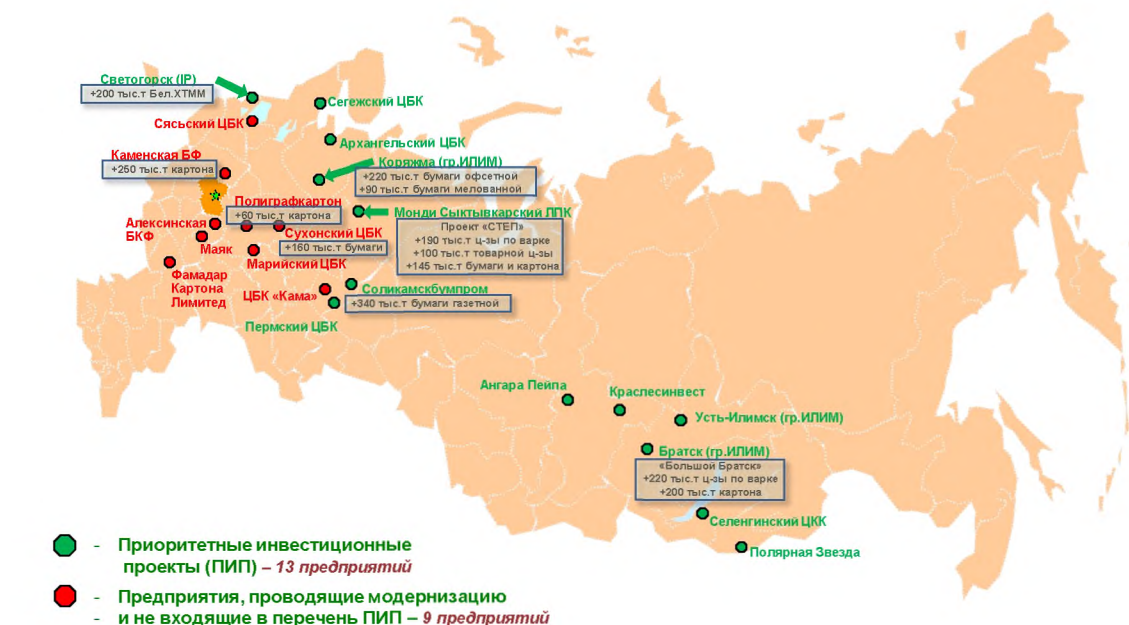 Светогорск (IP)
+200 тыс.т Бел.ХТММ
Сегежский ЦБК
Сясьский ЦБК
Архангельский ЦБК
Каменская БФ
+250 тыс.т картона
Коряжма (гр.ИЛИМ)
+220 тыс.т бумаги офсетной
+90 тыс.т бумаги мелованной
Полиграфкартон
+60 тыс.т картона
Монди Сыктывкарский ЛПК
Проект «СТЕП»
+190 тыс.т ц-зы по варке
+100 тыс.т товарной ц-зы
+145 тыс.т бумаги и картона
Алексинская
БКФ
Сухонский ЦБК
+160 тыс.т бумаги
Маяк
Марийский ЦБК
Фамадар
Картона
Лимитед
ЦБК «Кама»
Соликамскбумпром
+340 тыс.т бумаги газетной
Пермский ЦБК
Ангара Пейпа
Краслесинвест
Усть-Илимск (гр.ИЛИМ)
Братск (гр.ИЛИМ)
«Большой Братск»
+220 тыс.т ц-зы по варке
+200 тыс.т картона
Селенгинский ЦКК
Полярная Звезда
- Приоритетные инвестиционные
проекты (ПИП) – 13 предприятий
- Предприятия, проводящие модернизацию
- и не входящие в перечень ПИП – 9 предприятий